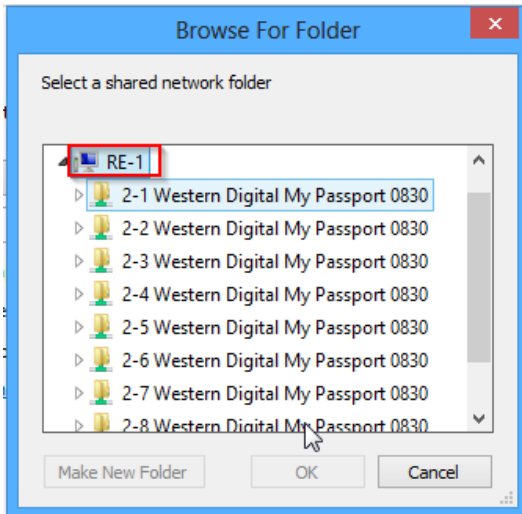 Browse For Folder
Select a shared network folder
RE-1
2-1 Western Digital My Passport 0830
2-2 Western Digital My Passport 0830
2-3 Western Digital My Passport 0830
2-4 Western Digital My Passport 0830
2-5 Western Digital My Passport 0830
2-6 Western Digital My Passport 0830
2-7 Western Digital My Passport 0830
2-8 Western Digital My Passport 0830
Make New Folder
OK
Cancel